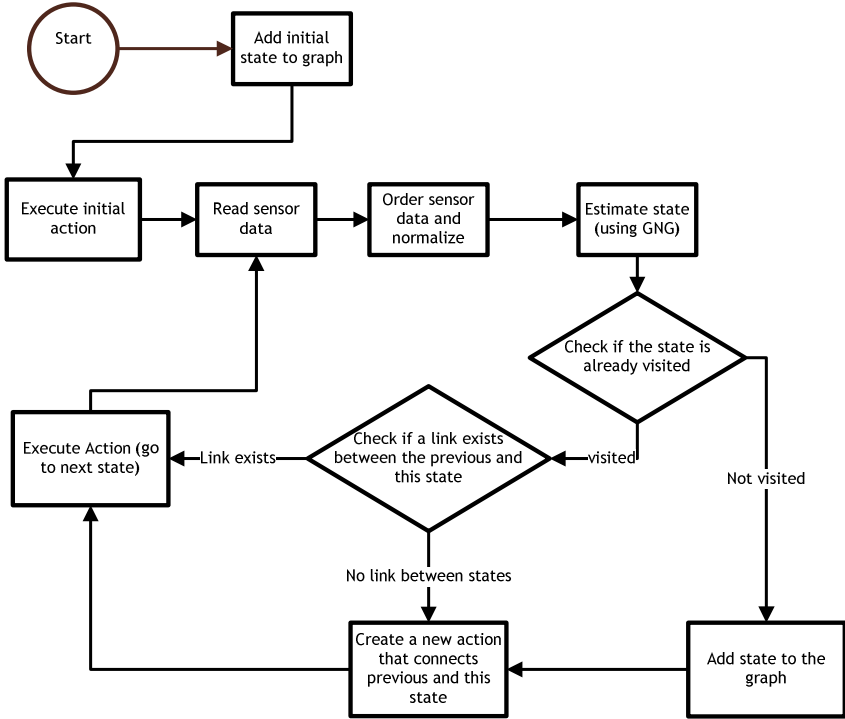 Start
Add initial
state to graph
Execute initial
action
Read sensor
data
Order sensor
data and
normalize
Estimate state
(using GNG)
Check if the state is
already visited
Check if a link exists
between the previous and
this state
visited
Link exists
Execute Action (go
to next state)
Not visited
No link between states
Create a new action
that connects
previous and this
state
Add state to the
graph